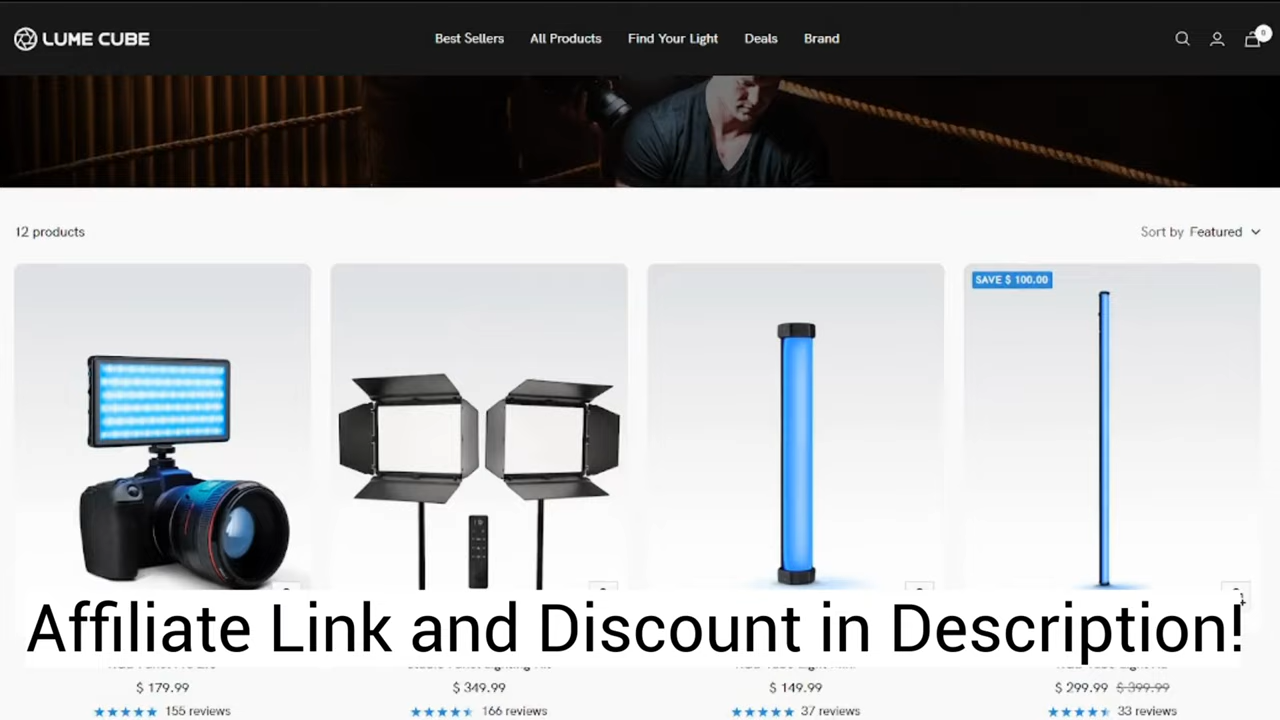 LUME CUBE
Best Sellers All Products Find Your Light Deals Brand
0
12 products
Sort by Featured
SAVE $ 100.00
Affiliate Link and Discount in Description!
$ 179.99 $ 349.99 $ 149.99 $ 299.99 $ 399.99
155 reviews 166 reviews 37 reviews 33 reviews